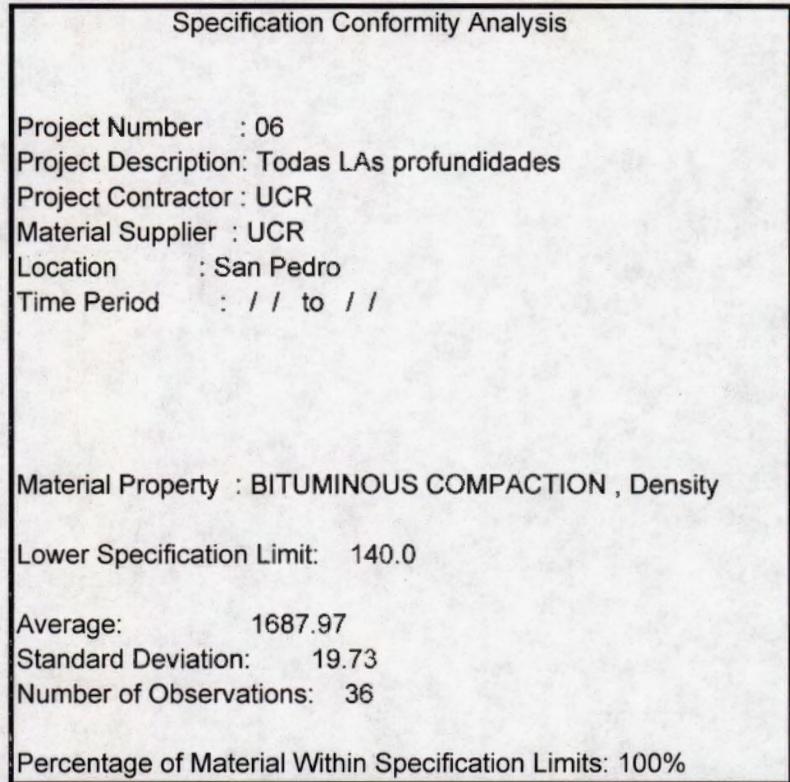 Specification Conformity Analysis
Project Number : 06
Project Description: Todas LAs profundidades
Project Contractor : UCR
Material Supplier : UCR
Location : San Pedro
Time Period : / / to / /
Material Property : BITUMINOUS COMPACTION , Density
Lower Specification Limit: 140.0
Average: 1687.97
Standard Deviation: 19.73
Number of Observations: 36
Percentage of Material Within Specification Limits: 100%